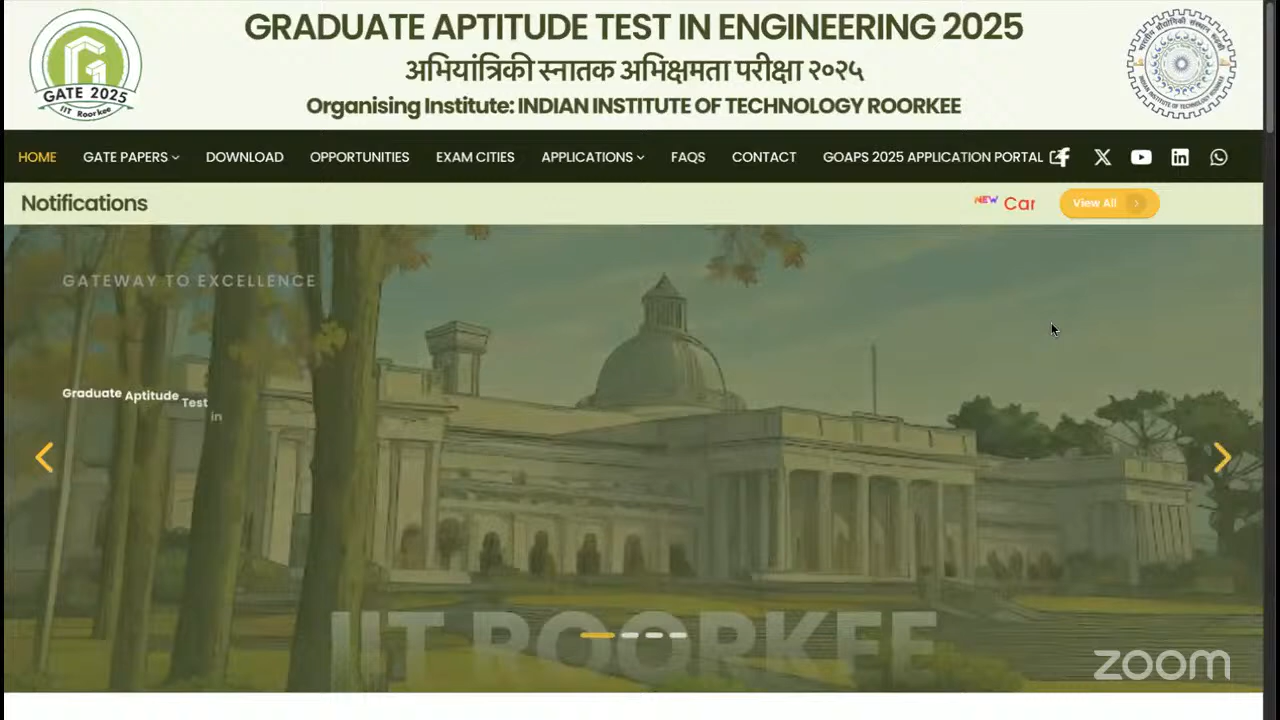 GRADUATE APTITUDE TEST IN ENGINEERING 2025
अभियांत्रिकी स्नातक अभिक्षमता परीक्षा २०२५
Organising Institute: INDIAN INSTITUTE OF TECHNOLOGY ROORKEE
GATE 2025
IIT Roorkee
HOME GATE PAPERS DOWNLOAD OPPORTUNITIES EXAM CITIES APPLICATIONS FAQS CONTACT GOAPS 2025 APPLICATION PORTAL
Notifications NEW Car View All
GATEWAY TO EXCELLENCE
Graduate Aptitude Test in
IIT ROORKEE
zoom